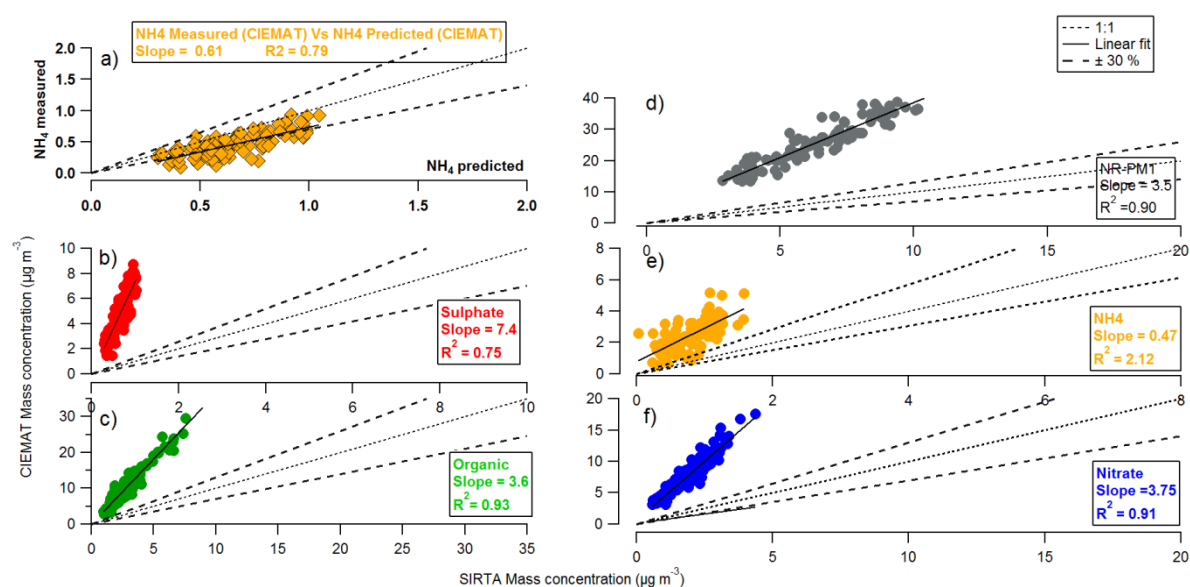 NH4 Measured (CIEMAT) Vs NH4 Predicted (CIEMAT)
Slope = 0.61 R2 = 0.79
1:1
Linear fit
± 30 %
a)
2.0
1.5
1.0
0.5
0.0
NH4 measured
NH4 predicted
0.0 0.5 1.0 1.5 2.0
d)
40
30
20
10
0
NR-PM1
Slope = 3.5
R2 =0.90
0 5 10 15 20
CIEMAT Mass concentration (µg m-3)
b)
10
8
6
4
2
0
Sulphate
Slope = 7.4
R2 = 0.75
0 2 4 6 8 10
e)
8
6
4
2
0
NH4
Slope = 0.47
R2 = 2.12
0 2 4 6 8
c)
30
20
10
0
Organic
Slope = 3.6
R2 = 0.93
0 5 10 15 20 25 30 35
f)
20
15
10
5
0
Nitrate
Slope =3.75
R2 = 0.91
0 5 10 15 20
SIRTA Mass concentration (µg m-3)